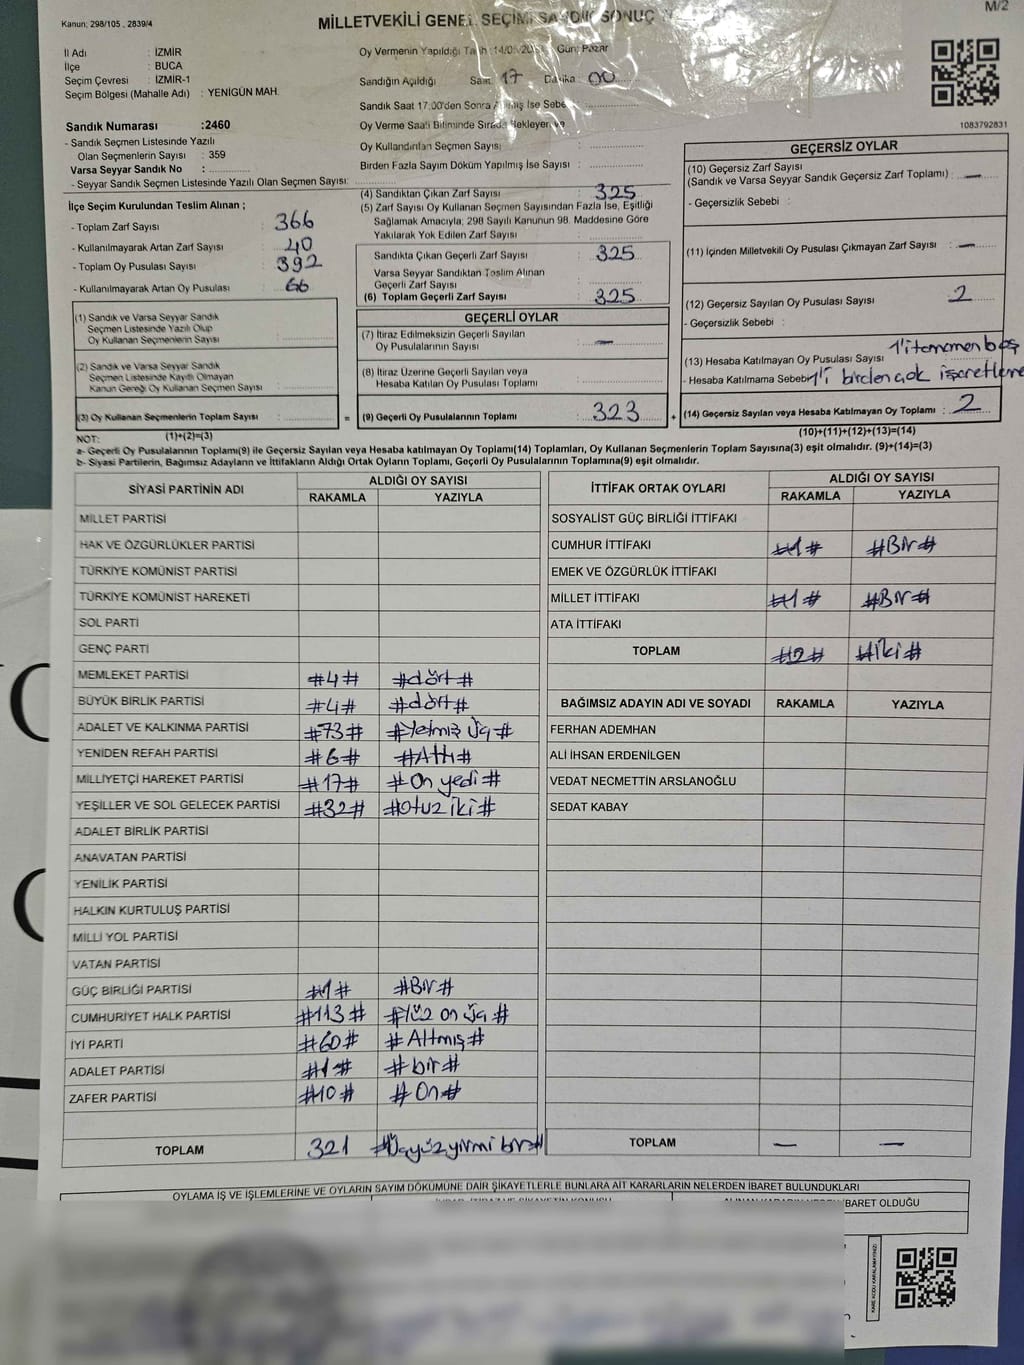 Kanun; 298/105 , 2839/4
M/2
MİLLETVEKİLİ GENEL SEÇİMİ SANDIK SONUÇ
İl Adı : İZMİR
İlçe : BUCA
Seçim Çevresi : İZMİR-1
Seçim Bölgesi (Mahalle Adı) : YENİGÜN MAH.
Sandık Numarası :2460
- Sandık Seçmen Listesinde Yazılı
Olan Seçmenlerin Sayısı : 359
Varsa Seyyar Sandık No :
- Seyyar Sandık Seçmen Listesinde Yazılı Olan Seçmen Sayısı:
İlçe Seçim Kurulundan Teslim Alınan ;
- Toplam Zarf Sayısı : 366
- Kullanılmayarak Artan Zarf Sayısı : 40
- Toplam Oy Pusulası Sayısı : 392
- Kullanılmayarak Artan Oy Pusulası : 66
(1) Sandık ve Varsa Seyyar Sandık
Seçmen Listesinde Yazılı Olup
Oy Kullanan Seçmenlerin Sayısı :
(2) Sandık ve Varsa Seyyar Sandık
Seçmen Listesinde Kayıtlı Olmayan
Kanun Gereği Oy Kullanan Seçmen Sayısı :
(3) Oy Kullanan Seçmenlerin Toplam Sayısı : =
(1)+(2)=(3)
Oy Vermenin Yapıldığı Gün: Pazar
Sandığın Açıldığı Saat 17 Dakika 00
Sandık Saat 17.00'den Sonra
Oy Verme Saati Bitiminde Sırada Bekleyen ve
Oy Kullandırılan Seçmen Sayısı :
Birden Fazla Sayım Döküm Yapılmış İse Sayısı :
(4) Sandıktan Çıkan Zarf Sayısı : 325
(5) Zarf Sayısı Oy Kullanan Seçmen Sayısından Fazla İse, Eşitliği
Sağlamak Amacıyla; 298 Sayılı Kanunun 98. Maddesine Göre
Yakılarak Yok Edilen Zarf Sayısı :
Sandıkta Çıkan Geçerli Zarf Sayısı : 325
Varsa Seyyar Sandıktan Teslim Alınan
Geçerli Zarf Sayısı :
(6) Toplam Geçerli Zarf Sayısı : 325
GEÇERLİ OYLAR
(7) İtiraz Edilmeksizin Geçerli Sayılan
Oy Pusulalarının Sayısı : —
(8) İtiraz Üzerine Geçerli Sayılan veya
Hesaba Katılan Oy Pusulası Toplamı :
(9) Geçerli Oy Pusulalarının Toplamı : 323 +
1083792831
GEÇERSİZ OYLAR
(10) Geçersiz Zarf Sayısı
(Sandık ve Varsa Seyyar Sandık Geçersiz Zarf Toplamı) : —
- Geçersizlik Sebebi :
(11) İçinden Milletvekili Oy Pusulası Çıkmayan Zarf Sayısı : —
(12) Geçersiz Sayılan Oy Pusulası Sayısı : 2
- Geçersizlik Sebebi :
(13) Hesaba Katılmayan Oy Pusulası Sayısı : 1'i tamamen boş
- Hesaba Katılmama Sebebi : 1'i birden çok işaretleme
(14) Geçersiz Sayılan veya Hesaba Katılmayan Oy Toplamı : 2
(10)+(11)+(12)+(13)=(14)
NOT:
a- Geçerli Oy Pusulalarının Toplamı(9) ile Geçersiz Sayılan veya Hesaba katılmayan Oy Toplamı(14) Toplamları, Oy Kullanan Seçmenlerin Toplam Sayısına(3) eşit olmalıdır. (9)+(14)=(3)
b- Siyasi Partilerin, Bağımsız Adayların ve İttifakların Aldığı Ortak Oyların Toplamı, Geçerli Oy Pusulalarının Toplamına(9) eşit olmalıdır.
SİYASİ PARTİNİN ADI ALDIĞI OY SAYISI
RAKAMLA YAZIYLA
MİLLET PARTİSİ
HAK VE ÖZGÜRLÜKLER PARTİSİ
TÜRKİYE KOMÜNİST PARTİSİ
TÜRKİYE KOMÜNİST HAREKETİ
SOL PARTİ
GENÇ PARTİ
MEMLEKET PARTİSİ #4# #dört#
BÜYÜK BİRLİK PARTİSİ #4# #dört#
ADALET VE KALKINMA PARTİSİ #73# #Yetmiş Üç#
YENİDEN REFAH PARTİSİ #6# #Altı#
MİLLİYETÇİ HAREKET PARTİSİ #17# #On yedi#
YEŞİLLER VE SOL GELECEK PARTİSİ #32# #Otuz iki#
ADALET BİRLİK PARTİSİ
ANAVATAN PARTİSİ
YENİLİK PARTİSİ
HALKIN KURTULUŞ PARTİSİ
MİLLİ YOL PARTİSİ
VATAN PARTİSİ
GÜÇ BİRLİĞİ PARTİSİ #1# #Bir#
CUMHURİYET HALK PARTİSİ #113# #Yüz on üç#
İYİ PARTİ #60# #Altmış#
ADALET PARTİSİ #1# #bir#
ZAFER PARTİSİ #10# #On#
TOPLAM 321 #Üçyüz yirmi bir#
İTTİFAK ORTAK OYLARI ALDIĞI OY SAYISI
RAKAMLA YAZIYLA
SOSYALİST GÜÇ BİRLİĞİ İTTİFAKI
CUMHUR İTTİFAKI #1# #Bir#
EMEK VE ÖZGÜRLÜK İTTİFAKI
MİLLET İTTİFAKI #1# #Bir#
ATA İTTİFAKI
TOPLAM #2# #İki#
BAĞIMSIZ ADAYIN ADI VE SOYADI RAKAMLA YAZIYLA
FERHAN ADEMHAN
ALİ İHSAN ERDENİLGEN
VEDAT NECMETTİN ARSLANOĞLU
SEDAT KABAY
TOPLAM — —
OYLAMA İŞ VE İŞLEMLERİNE VE OYLARIN SAYIM DÖKÜMÜNE DAİR ŞİKAYETLERLE BUNLARA AİT KARARLARIN NELERDEN İBARET BULUNDUKLARI
İBARET OLDUĞU